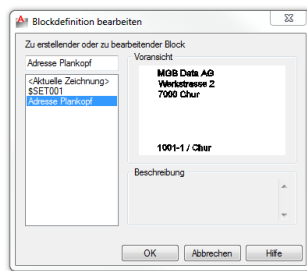 Blockdefinition bearbeiten
Zu erstellender oder zu bearbeitender Block
Adresse Plankopf
<Aktuelle Zeichnung>
$SET001
Adresse Plankopf
Voransicht
MGB Data AG
Werkstrasse 2
7000 Chur
1001-1 / Chur
Beschreibung
OK
Abbrechen
Hilfe